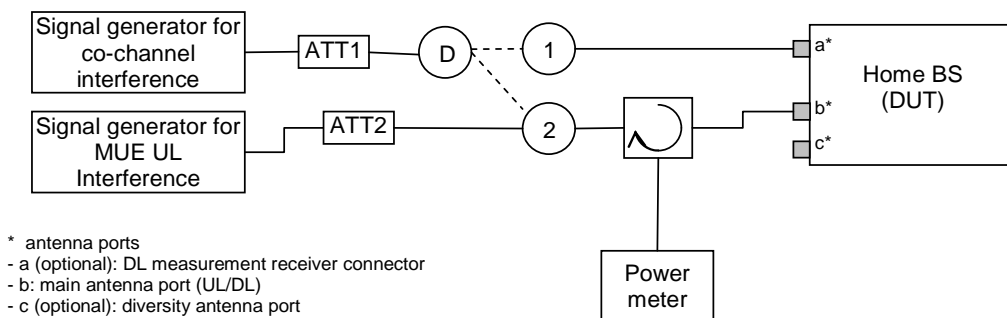 Signal generator for
co-channel
interference
ATT1
D
1
a*
Home BS
(DUT)
Signal generator for
MUE UL
Interference
ATT2
2
b*
c*
* antenna ports
- a (optional): DL measurement receiver connector
- b: main antenna port (UL/DL)
- c (optional): diversity antenna port
Power
meter